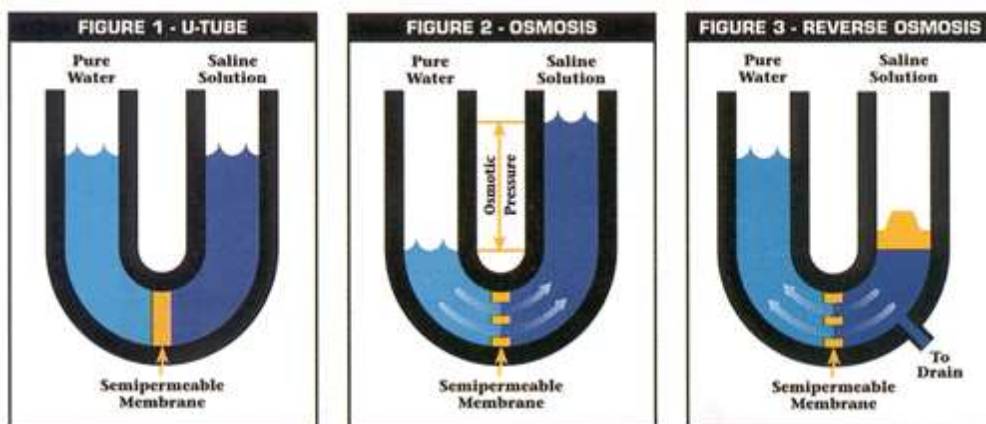 FIGURE 1 - U-TUBE
Pure
Water
Saline
Solution
Semipermeable
Membrane
FIGURE 2 - OSMOSIS
Pure
Water
Saline
Solution
Osmotic
Pressure
Semipermeable
Membrane
FIGURE 3 - REVERSE OSMOSIS
Pure
Water
Saline
Solution
To
Drain
Semipermeable
Membrane